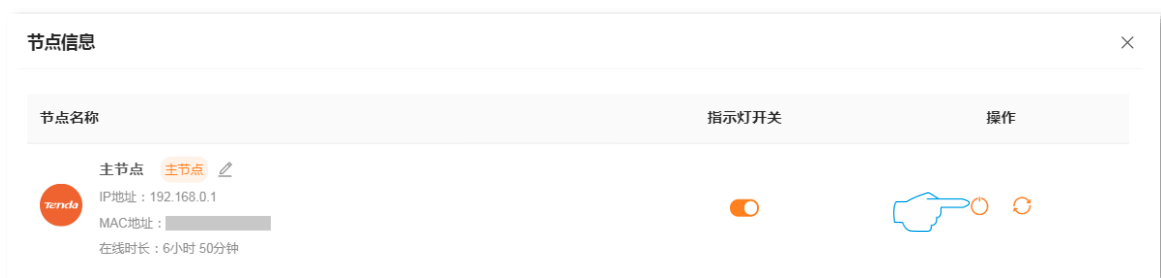 节点信息
节点名称 指示灯开关 操作
主节点 主节点
Tenda
IP地址：192.168.0.1
MAC地址：
在线时长：6小时 50分钟